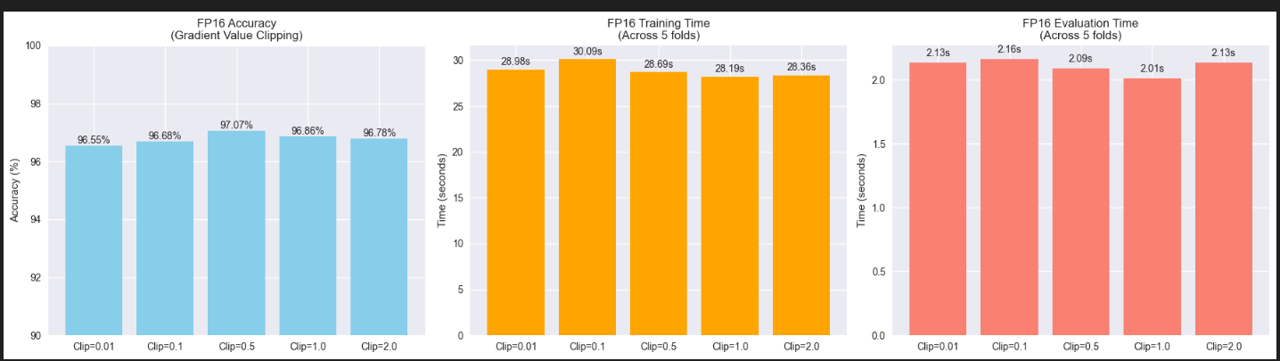 FP16 Accuracy
(Gradient Value Clipping)
100
98
96
94
92
90
Accuracy (%)
96.55%
96.68%
97.07%
96.86%
96.78%
Clip=0.01
Clip=0.1
Clip=0.5
Clip=1.0
Clip=2.0
FP16 Training Time
(Across 5 folds)
30
25
20
15
10
5
0
Time (seconds)
28.98s
30.09s
28.69s
28.19s
28.36s
Clip=0.01
Clip=0.1
Clip=0.5
Clip=1.0
Clip=2.0
FP16 Evaluation Time
(Across 5 folds)
2.0
1.5
1.0
0.5
0.0
Time (seconds)
2.13s
2.16s
2.09s
2.01s
2.13s
Clip=0.01
Clip=0.1
Clip=0.5
Clip=1.0
Clip=2.0